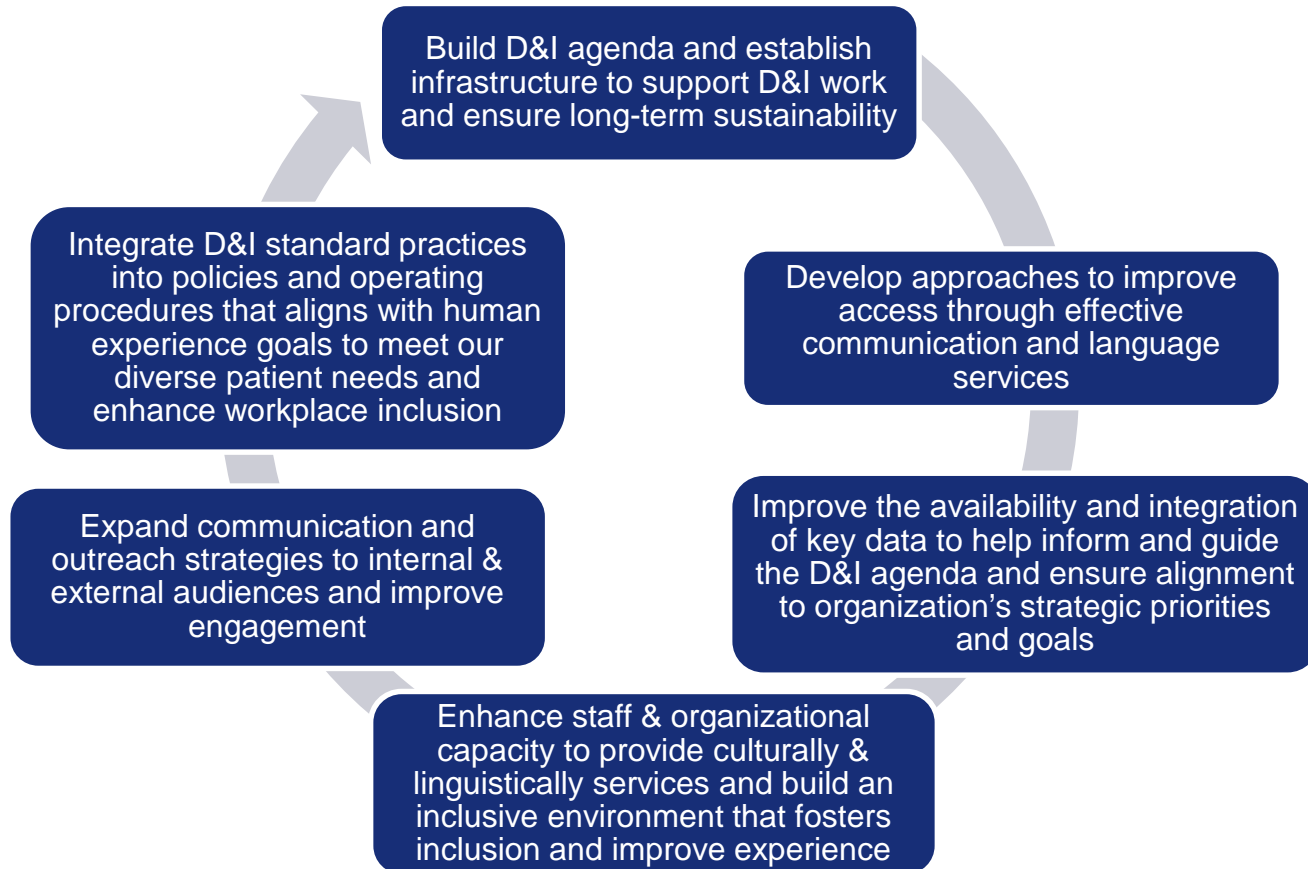 Build D&I agenda and establish
infrastructure to support D&I work
and ensure long-term sustainability
Develop approaches to improve
access through effective
communication and language
services
Improve the availability and integration
of key data to help inform and guide
the D&I agenda and ensure alignment
to organization’s strategic priorities
and goals
Enhance staff & organizational
capacity to provide culturally &
linguistically services and build an
inclusive environment that fosters
inclusion and improve experience
Expand communication and
outreach strategies to internal &
external audiences and improve
engagement
Integrate D&I standard practices
into policies and operating
procedures that aligns with human
experience goals to meet our
diverse patient needs and
enhance workplace inclusion